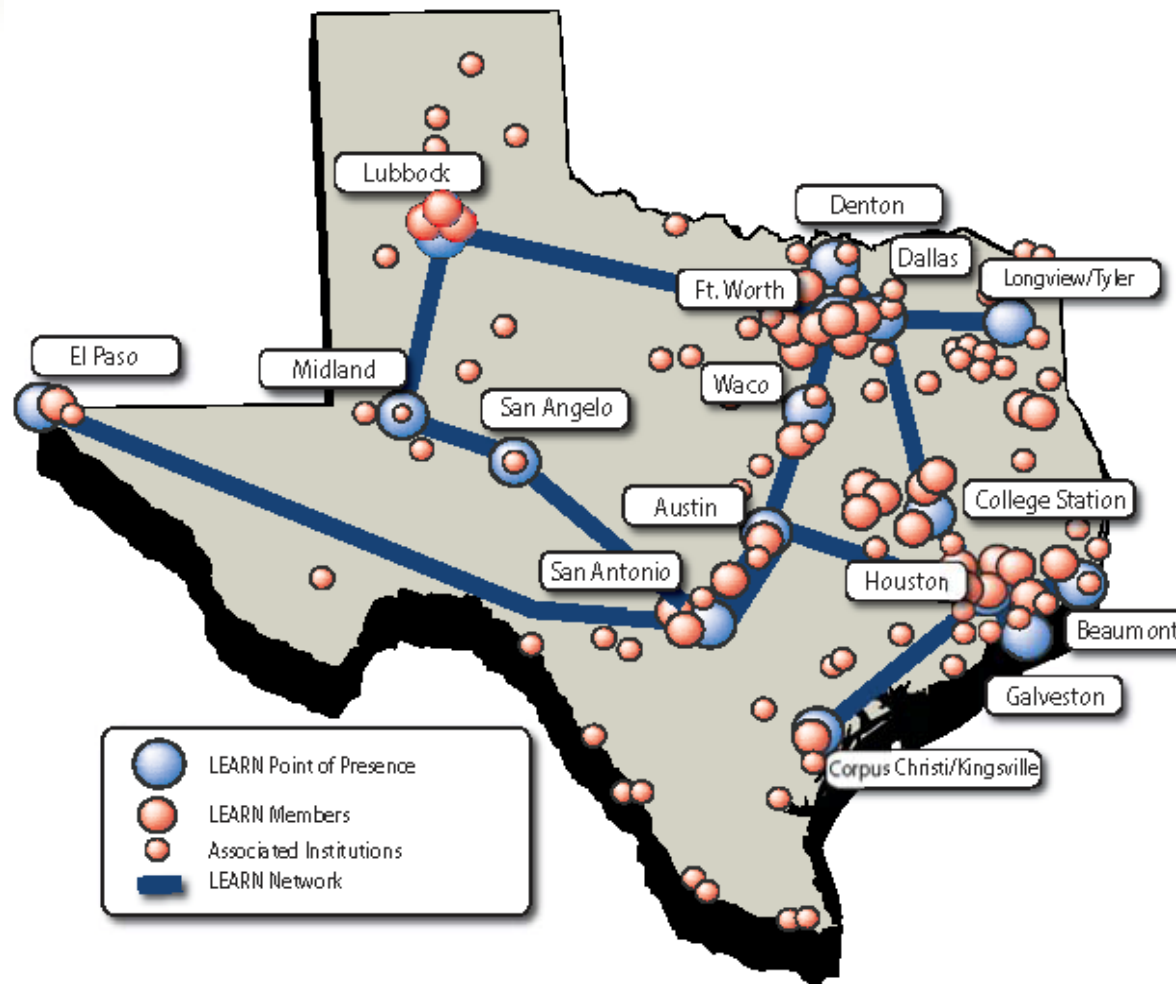 Lubbock
Denton
Dallas
Ft. Worth
Longview/Tyler
El Paso
Midland
Waco
San Angelo
Austin
College Station
San Antonio
Houston
Beaumont
Galveston
Corpus Christi/Kingsville
LEARN Point of Presence
LEARN Members
Associated Institutions
LEARN Network